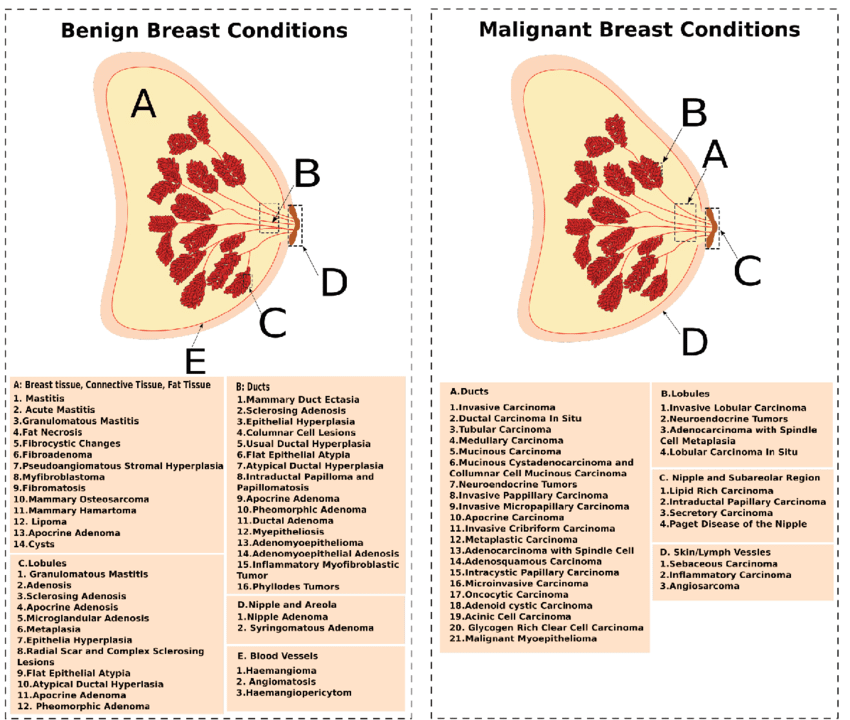 Benign Breast Conditions
A
B
D
C
E
A: Breast tissue, Connective Tissue, Fat Tissue
1. Mastitis
2. Acute Mastitis
3.Granulomatous Mastitis
4.Fat Necrosis
5.Fibrocystic Changes
6.Fibroadenoma
7.Pseudoangiomatous Stromal Hyperplasia
8.Myfibroblastoma
9.Fibromatosis
10.Mammary Osteosarcoma
11.Mammary Hamartoma
12. Lipoma
13.Apocrine Adenoma
14.Cysts
B: Ducts
1.Mammary Duct Ectasia
2.Sclerosing Adenosis
3.Epithelial Hyperplasia
4.Columnar Cell Lesions
5.Usual Ductal Hyperplasia
6.Flat Epithelial Atypia
7.Atypical Ductal Hyperplasia
8.Intraductal Papilloma and
Papillomatosis
9.Apocrine Adenoma
10.Pheomorphic Adenoma
11.Ductal Adenoma
12.Myepitheliosis
13.Adenomyoepithelioma
14.Adenomyoepithelial Adenosis
15.Inflammatory Myofibroblastic
Tumor
16.Phyllodes Tumors
C.Lobules
1. Granulomatous Mastitis
2.Adenosis
3.Sclerosing Adenosis
4.Apocrine Adenosis
5.Microglandular Adenosis
6.Metaplasia
7.Epithelia Hyperplasia
8.Radial Scar and Complex Sclerosing
Lesions
9.Flat Epithelial Atypia
10.Atypical Ductal Hyperlasia
11.Apocrine Adenoma
12. Pheomorphic Adenoma
D.Nipple and Areola
1.Nipple Adenoma
2. Syringomatous Adenoma
E. Blood Vessels
1.Haemangioma
2. Angiomatosis
3.Haemangiopericytom
Malignant Breast Conditions
B
A
C
D
A.Ducts
1.Invasive Carcinoma
2.Ductal Carcinoma In Situ
3.Tubular Carcinoma
4.Medullary Carcinoma
5.Mucinous Carcinoma
6.Mucinous Cystadenocarcinoma and
Collumnar Cell Mucinous Carcinoma
7.Neuroendocrine Tumors
8.Invasive Pappillary Carcinoma
9.Invasive Micropapillary Carcinoma
10.Apocrine Carcinoma
11.Invasive Cribriform Carcinoma
12.Metaplastic Carcinoma
13.Adenocarcinoma with Spindle Cell
14.Adenosquamous Carcinoma
15.Intracystic Papillary Carcinoma
16.Microinvasive Carcinoma
17.Oncocytic Carcinoma
18.Adenoid cystic Carcinoma
19.Acinic Cell Carcinoma
20. Glycogen Rich Clear Cell Carcinoma
21.Malignant Myoepithelioma
B.Lobules
1.Invasive Lobular Carcinoma
2.Neuroendocrine Tumors
3.Adenocarcinoma with Spindle
Cell Metaplasia
4.Lobular Carcinoma In Situ
C. Nipple and Subareolar Region
1.Lipid Rich Carcinoma
2.Intraductal Papillary Carcinoma
3.Secretory Carcinoma
4.Paget Disease of the Nipple
D. Skin/Lymph Vessles
1.Sebaceous Carcinoma
2.Inflammatory Carcinoma
3.Angiosarcoma